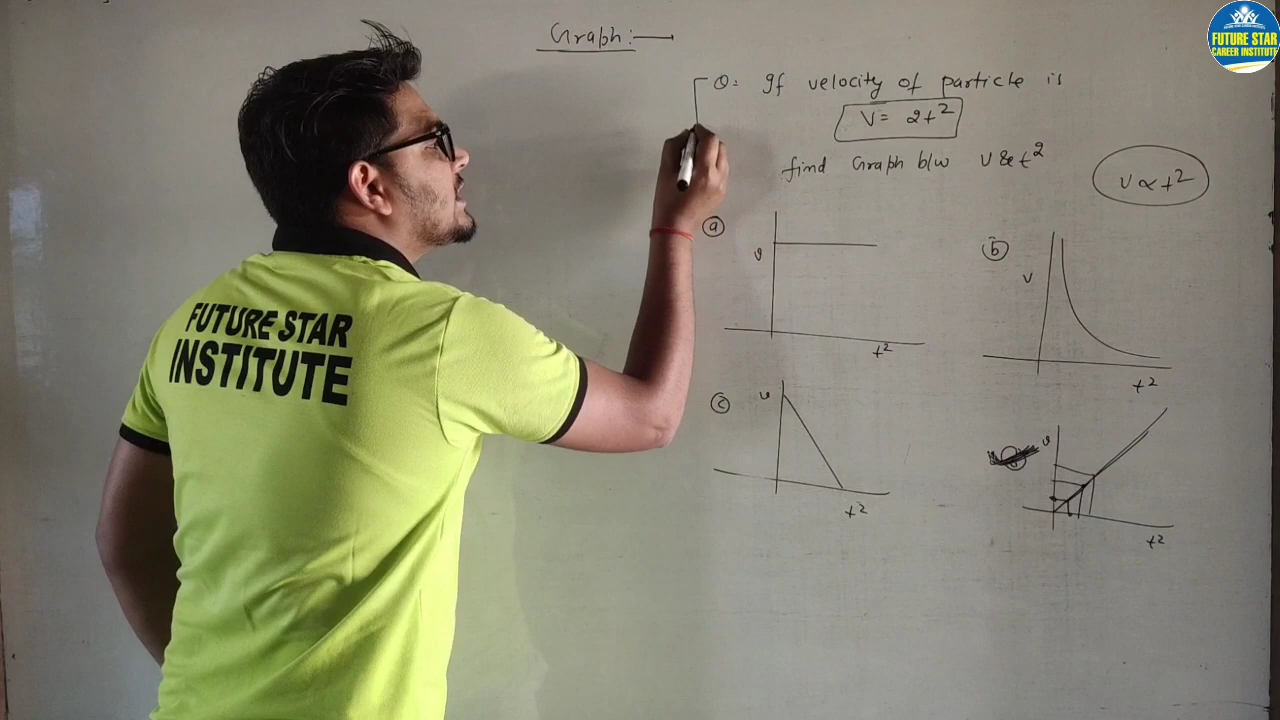 Graph:—
Q= If velocity of particle is
V= 2t²
find Graph b/w V & t²
V ∝ t²
(a)
v
t²
(b)
V
t²
(c)
v
t²
v
t²
FUTURE STAR
INSTITUTE
FUTURE STAR
CAREER INSTITUTE